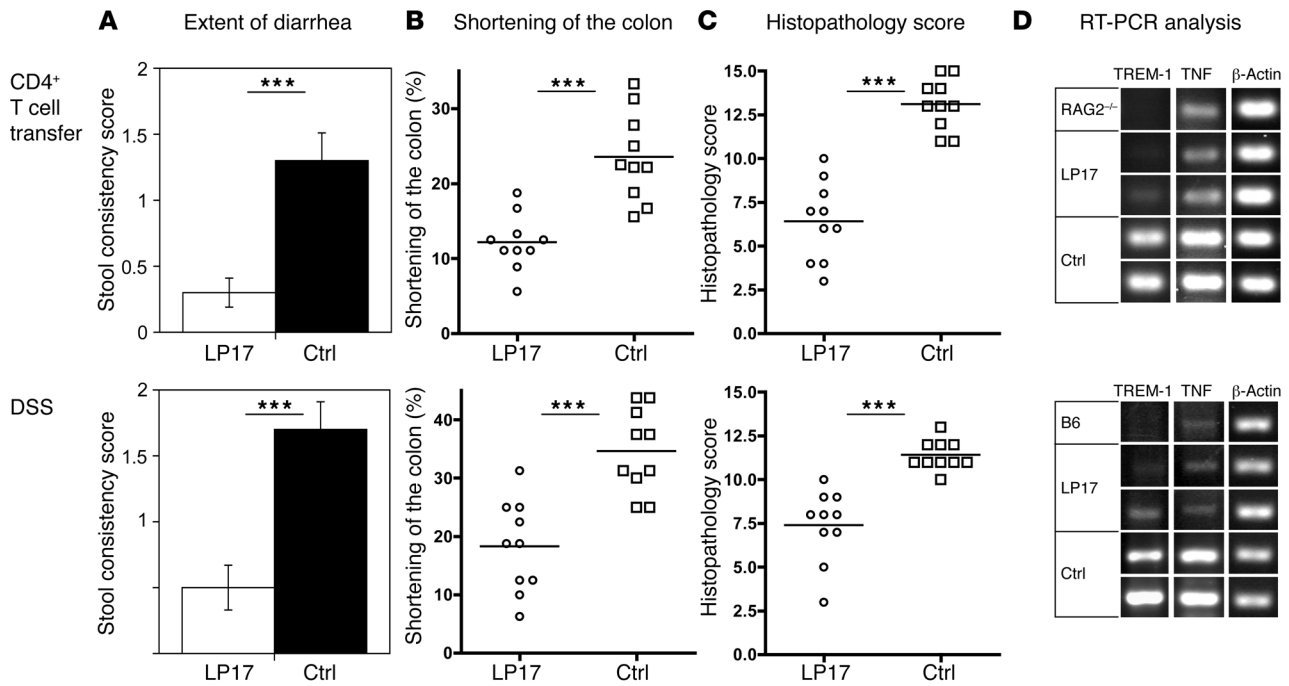 A Extent of diarrhea
B Shortening of the colon
C Histopathology score
D RT-PCR analysis
CD4⁺
T cell
transfer
Stool consistency score
2
1.5
1
0.5
0
***
LP17
Ctrl
Shortening of the colon (%)
30
20
10
0
***
LP17
Ctrl
Histopathology score
15.0
12.5
10.0
7.5
5.0
2.5
0.0
***
LP17
Ctrl
TREM-1 TNF β-Actin
RAG2⁻/⁻
LP17
Ctrl
DSS
Stool consistency score
2
1
***
LP17
Ctrl
Shortening of the colon (%)
40
30
20
10
0
***
LP17
Ctrl
Histopathology score
15.0
12.5
10.0
7.5
5.0
2.5
0.0
***
LP17
Ctrl
TREM-1 TNF β-Actin
B6
LP17
Ctrl